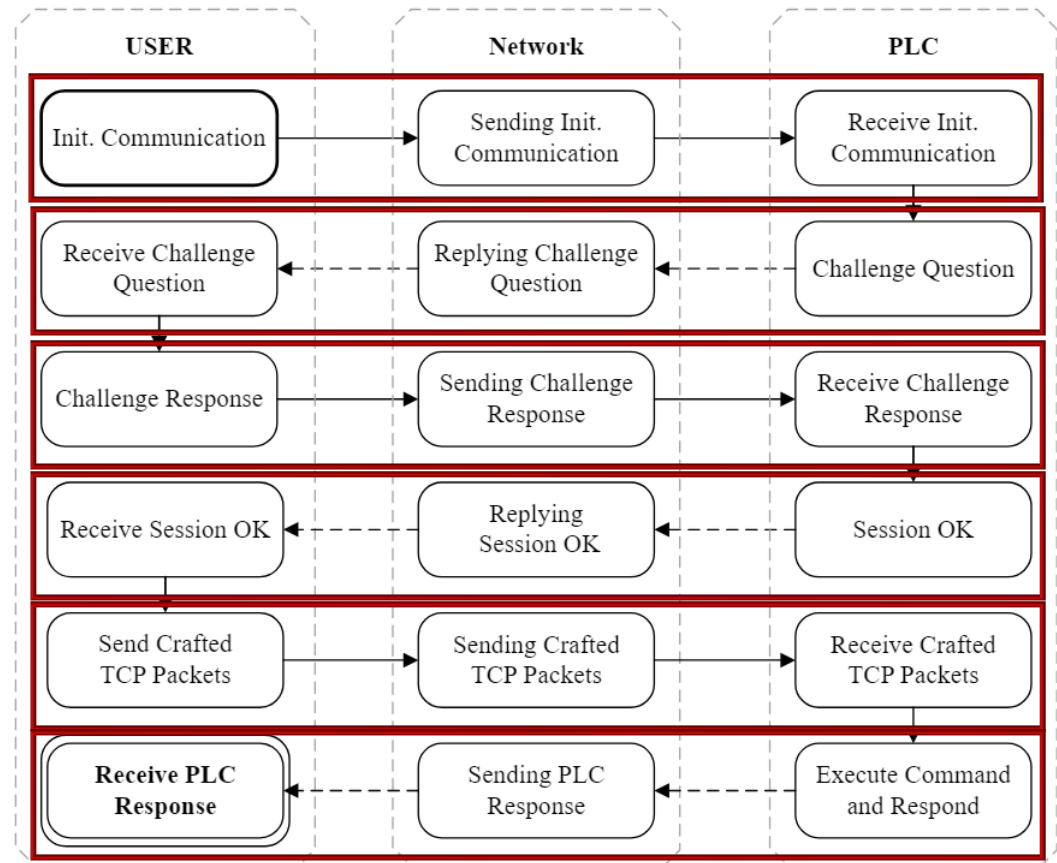 USER
Network
PLC
Init. Communication
Sending Init.
Communication
Receive Init.
Communication
Receive Challenge
Question
Replying Challenge
Question
Challenge Question
Challenge Response
Sending Challenge
Response
Receive Challenge
Response
Receive Session OK
Replying
Session OK
Session OK
Send Crafted
TCP Packets
Sending Crafted
TCP Packets
Receive Crafted
TCP Packets
Receive PLC
Response
Sending PLC
Response
Execute Command
and Respond